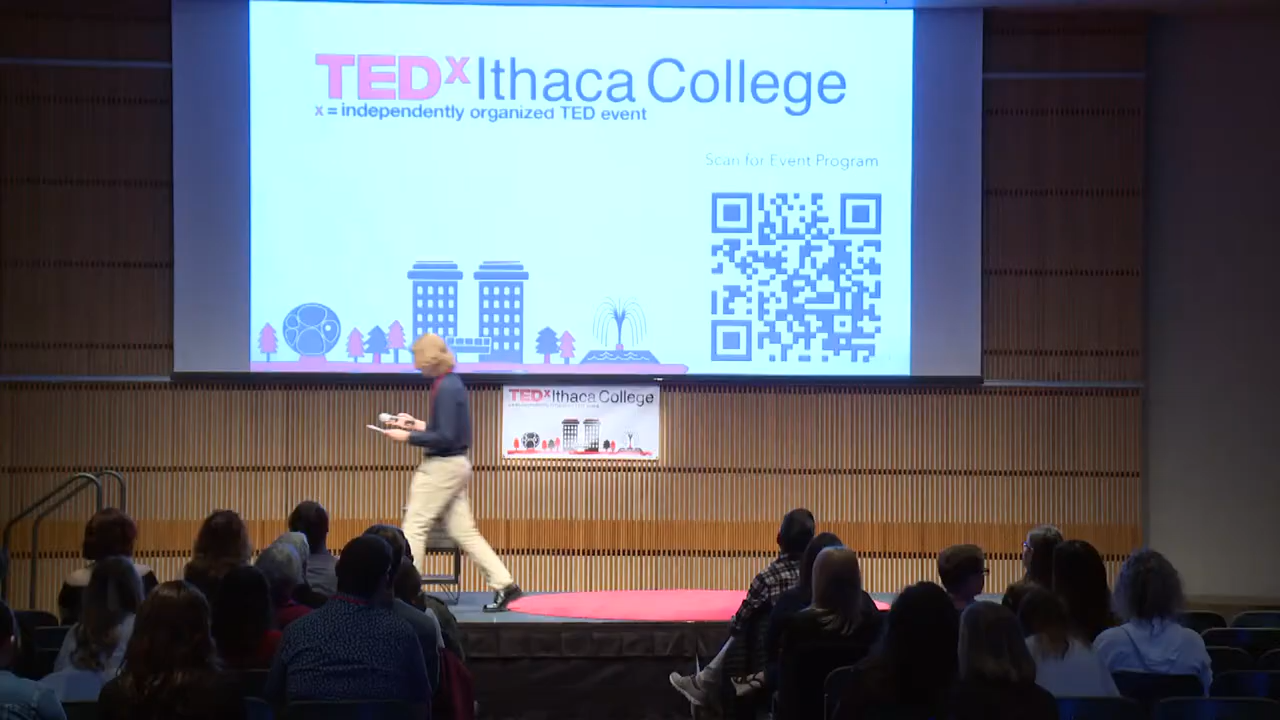 TEDx Ithaca College
x = independently organized TED event
Scan for Event Program
TEDx Ithaca College